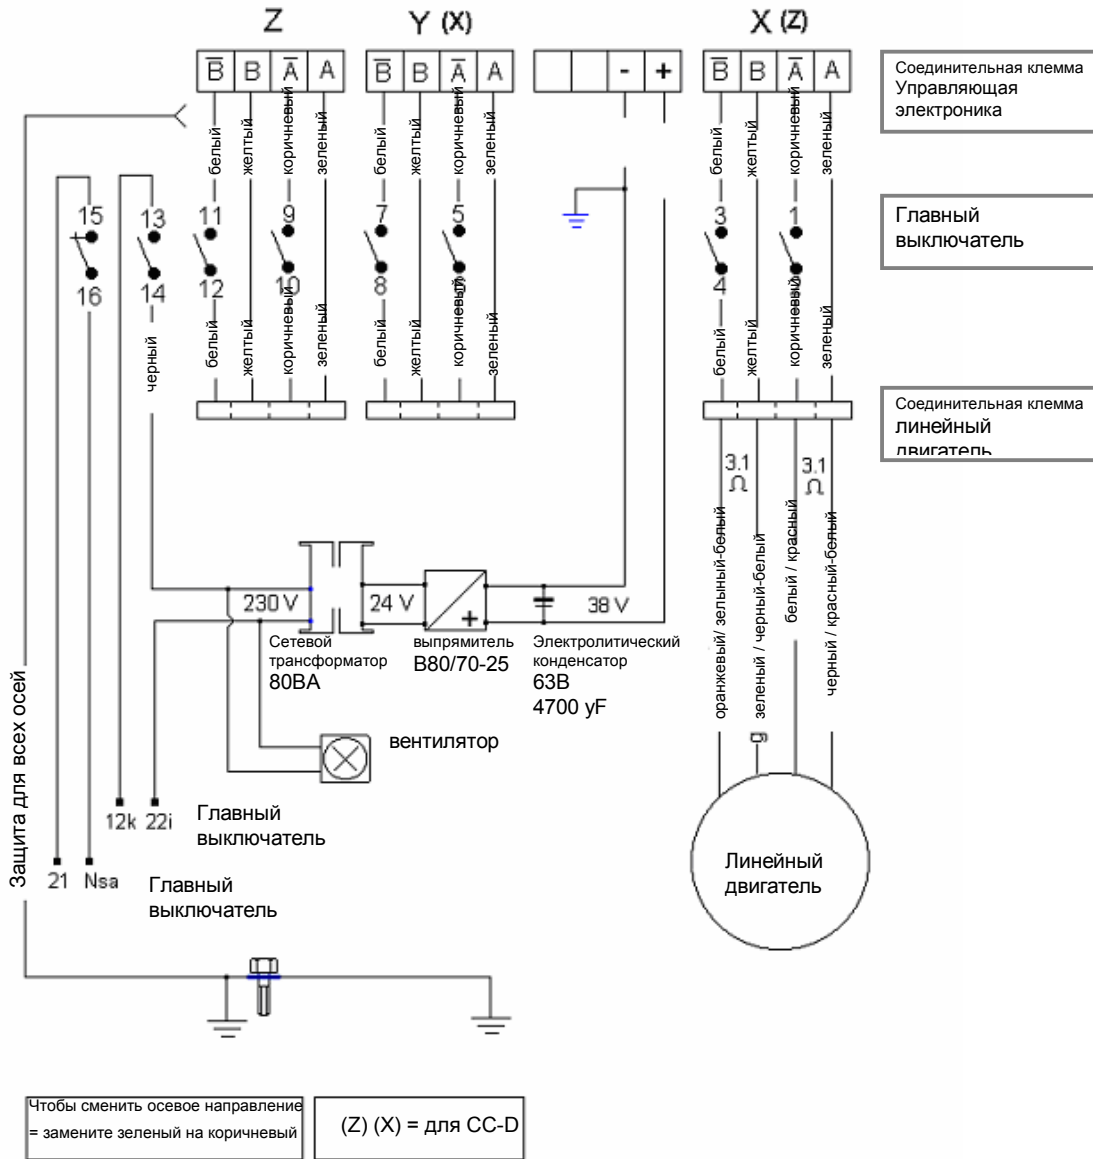 Z
Y (X)
X (Z)
B̅ B A̅ A
B̅ B A̅ A
- +
B̅ B A̅ A
Соединительная клемма
Управляющая
электроника
белый
желтый
коричневый
зеленый
белый
желтый
коричневый
зеленый
белый
желтый
коричневый
зеленый
Главный
выключатель
15
13
11
9
7
5
3
1
16
14
12
10
8
4
черный
белый
желтый
коричневый
зеленый
белый
желтый
коричневый
зеленый
белый
желтый
коричневый
зеленый
Соединительная клемма
линейный
двигатель
3.1
Ω
3.1
Ω
оранжевый/ зельный-белый
зеленый / черный-белый
g
белый / красный
черный / красный-белый
230 V
24 V
38 V
+
Сетевой
трансформатор
80ВА
выпрямитель
B80/70-25
Электролитический
конденсатор
63В
4700 yF
вентилятор
Защита для всех осей
12k 22i
Главный
выключатель
21 Nsa
Главный
выключатель
Линейный
двигатель
Чтобы сменить осевое направление
= замените зеленый на коричневый
(Z) (X) = для CC-D